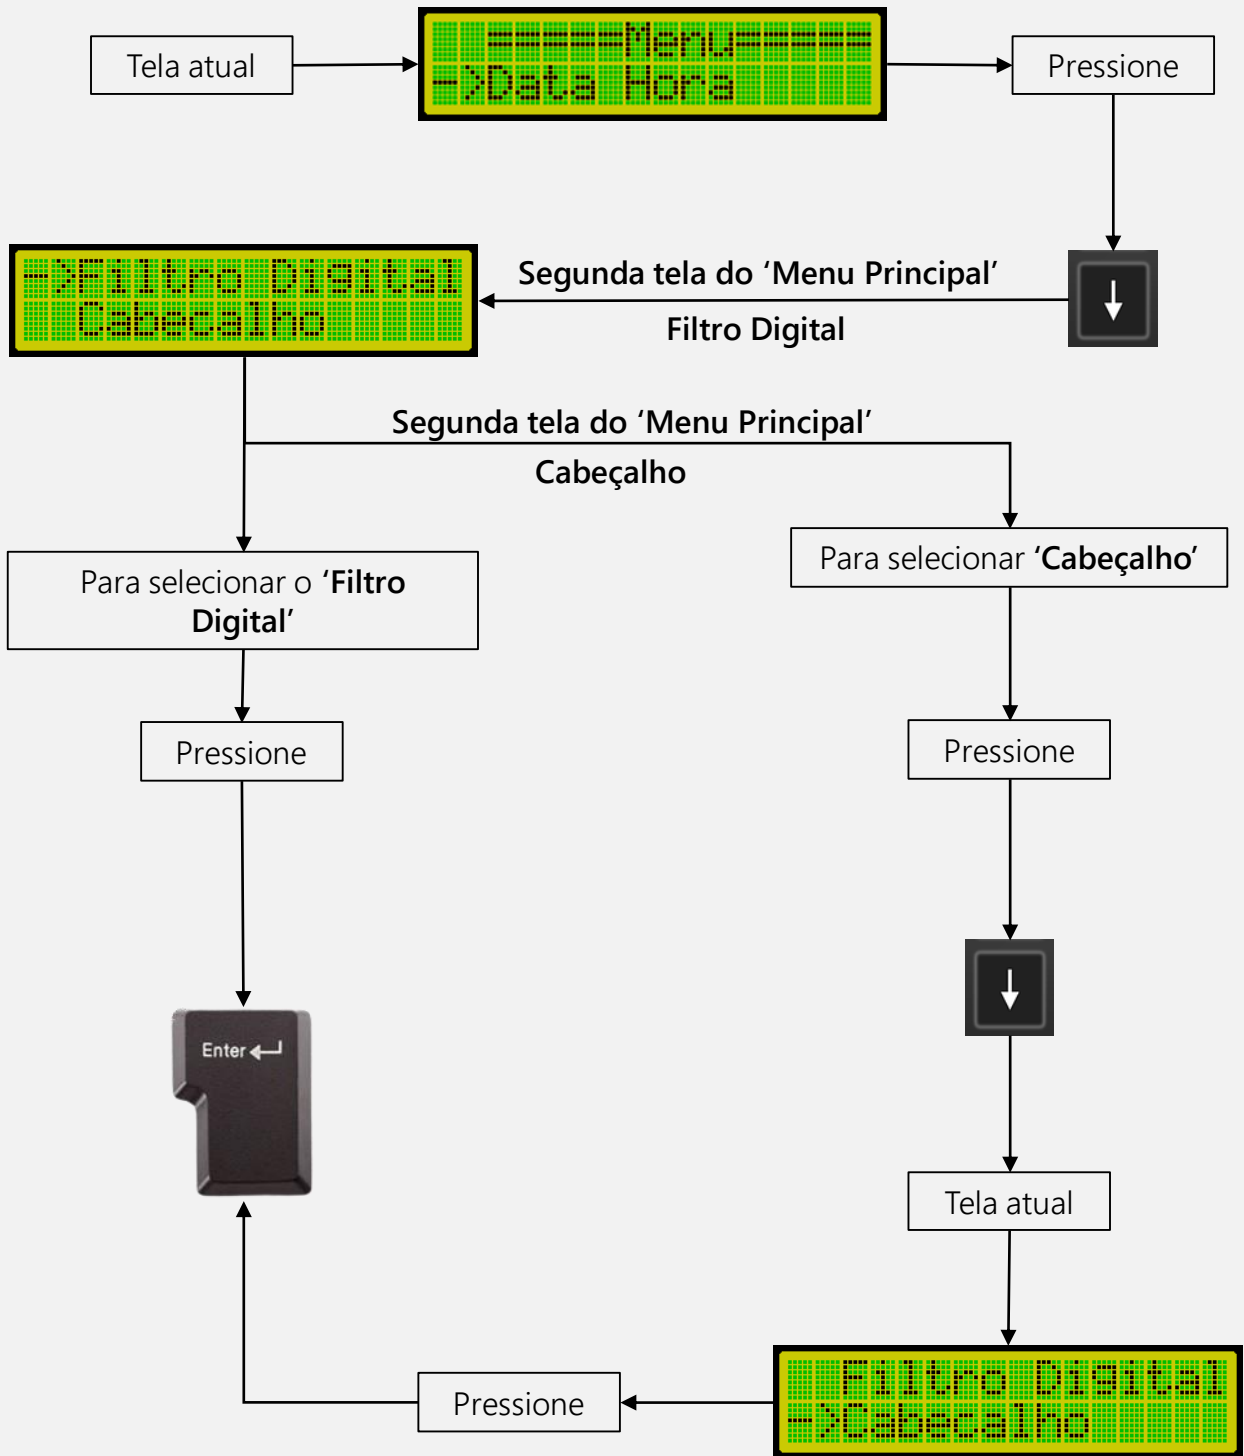 Tela atual
=====Menu=====
->Data Hora
Pressione
->Filtro Digital
Cabecalho
Segunda tela do ‘Menu Principal’
Filtro Digital
Segunda tela do ‘Menu Principal’
Cabeçalho
Para selecionar o ‘Filtro
Digital’
Para selecionar ‘Cabeçalho’
Pressione
Pressione
Enter
Tela atual
Pressione
Filtro Digital
->Cabecalho